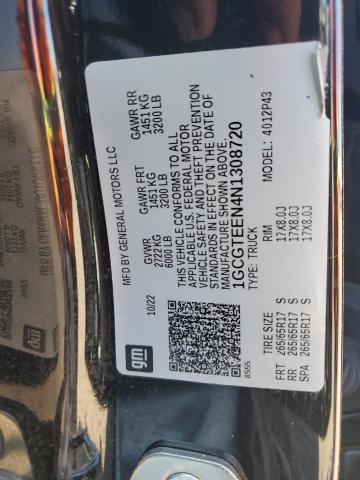 gm
10/22
MFD BY GENERAL MOTORS LLC
GVWR
2722 KG
6000 LB
GAWR FRT
1451 KG
3200 LB
GAWR RR
1451 KG
3200 LB
THIS VEHICLE CONFORMS TO ALL
APPLICABLE U.S. FEDERAL MOTOR
VEHICLE SAFETY AND THEFT PREVENTION
STANDARDS IN EFFECT ON THE DATE OF
MANUFACTURE SHOWN ABOVE.
1GCGTEEN4N1308720
TYPE: TRUCK
MODEL: 4012P43
85555
TIRE SIZE RIM
FRT 265/65R17 S 17X8.0J
RR 265/65R17 S 17X8.0J
SPA 265/65R17 S 17X8.0J